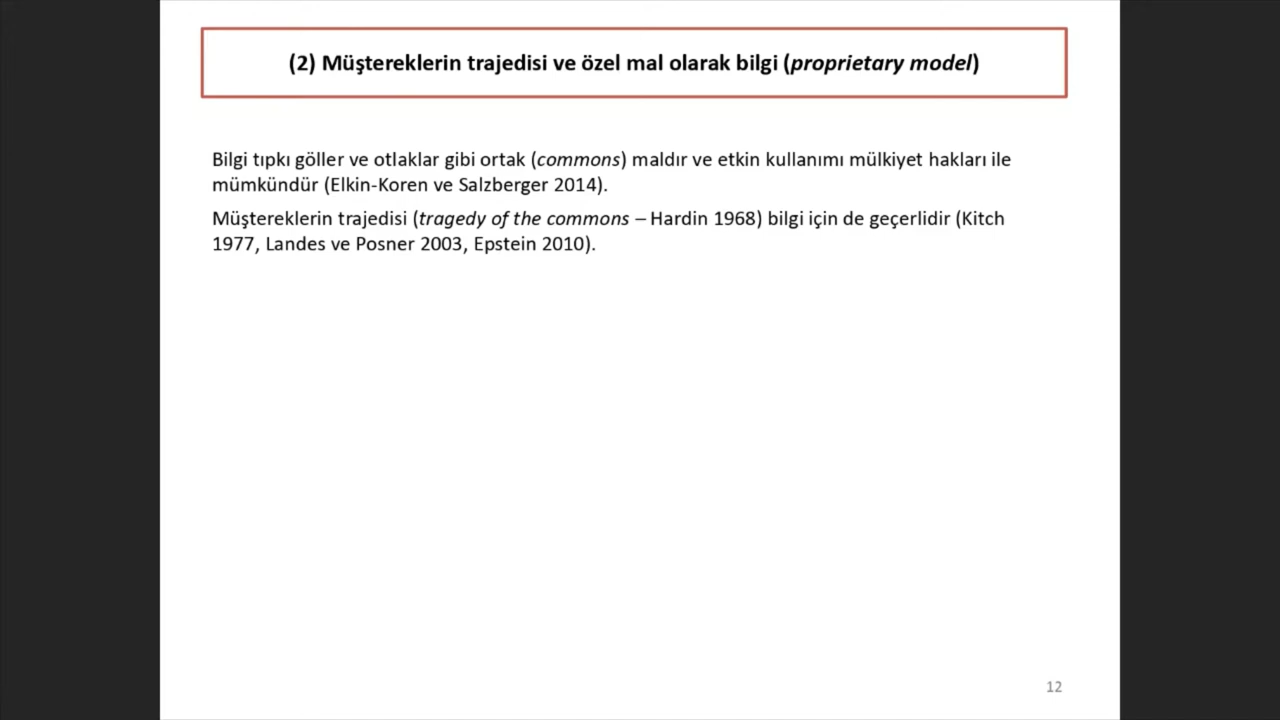 (2) Müştereklerin trajedisi ve özel mal olarak bilgi (proprietary model)
Bilgi tıpkı göller ve otlaklar gibi ortak (commons) maldır ve etkin kullanımı mülkiyet hakları ile
mümkündür (Elkin-Koren ve Salzberger 2014).
Müştereklerin trajedisi (tragedy of the commons – Hardin 1968) bilgi için de geçerlidir (Kitch
1977, Landes ve Posner 2003, Epstein 2010).
12